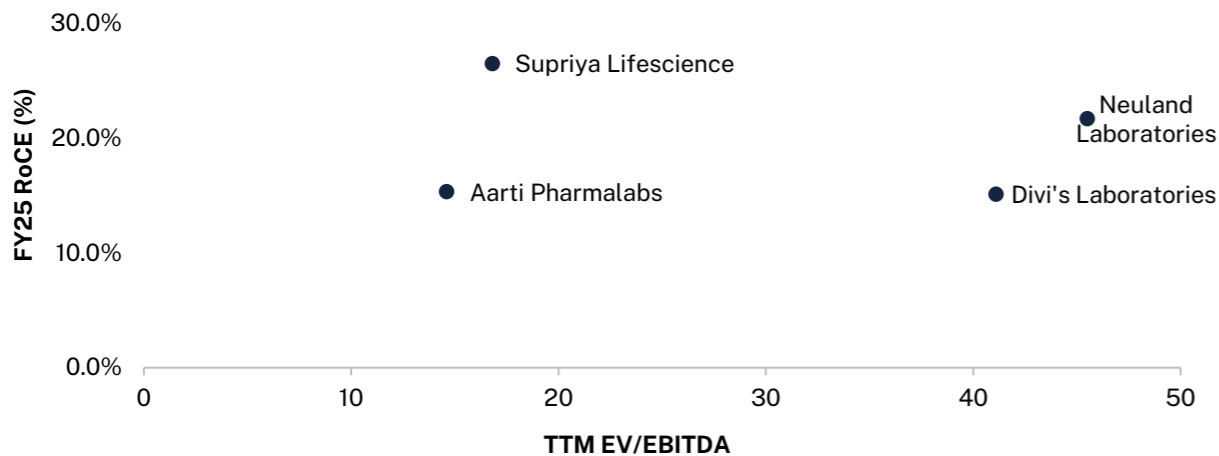 30.0%
Supriya Lifescience
Neuland
Laboratories
20.0%
Aarti Pharmalabs
Divi's Laboratories
10.0%
0.0%
FY25 RoCE (%)
0 10 20 30 40 50
TTM EV/EBITDA